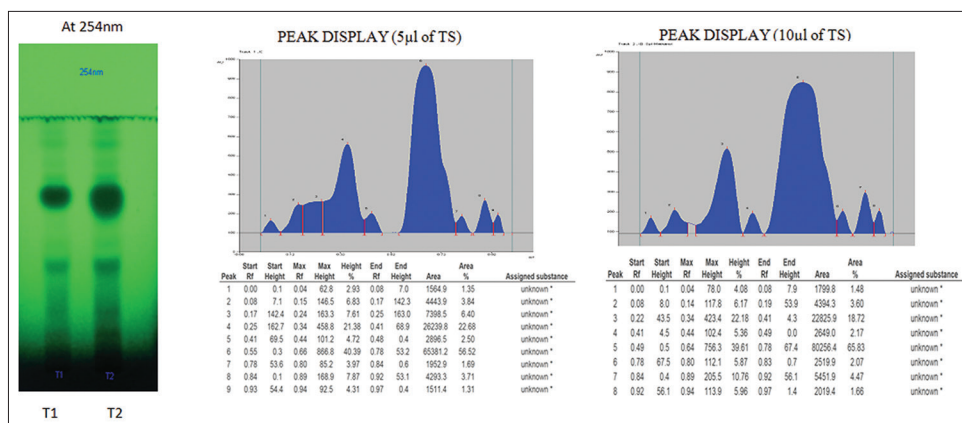 At 254nm
254nm
T1 T2
T1 T2
PEAK DISPLAY (5µl of TS)
Peak Start Rf Start Height Max Rf Max Height Height % End Rf End Height Area Area % Assigned substance
1 0.00 0.1 0.04 62.8 2.93 0.08 7.0 1564.9 1.35 unknown *
2 0.08 7.1 0.15 146.5 6.83 0.17 142.3 4443.9 3.84 unknown *
3 0.17 142.4 0.24 163.3 7.61 0.25 163.0 7398.5 6.40 unknown *
4 0.25 162.7 0.34 458.8 21.38 0.41 68.9 26239.8 22.68 unknown *
5 0.41 69.5 0.44 101.2 4.72 0.48 0.4 2896.5 2.50 unknown *
6 0.55 0.3 0.66 866.8 40.39 0.78 53.2 65381.2 56.52 unknown *
7 0.78 53.6 0.80 85.2 3.97 0.84 0.6 1952.9 1.69 unknown *
8 0.84 0.1 0.89 168.9 7.87 0.92 53.1 4293.3 3.71 unknown *
9 0.93 54.4 0.94 92.5 4.31 0.97 0.4 1511.4 1.31 unknown *
PEAK DISPLAY (10µl of TS)
Peak Start Rf Start Height Max Rf Max Height Height % End Rf End Height Area Area % Assigned substance
1 0.00 0.1 0.04 78.0 4.08 0.08 7.9 1799.8 1.48 unknown *
2 0.08 8.0 0.14 117.8 6.17 0.19 53.9 4394.3 3.60 unknown *
3 0.22 43.5 0.34 423.4 22.18 0.41 4.3 22825.9 18.72 unknown *
4 0.41 4.5 0.44 102.4 5.36 0.49 0.0 2649.0 2.17 unknown *
5 0.49 0.5 0.64 756.3 39.61 0.78 67.4 80256.4 65.83 unknown *
6 0.78 67.5 0.80 112.1 5.87 0.83 0.7 2519.9 2.07 unknown *
7 0.84 0.4 0.89 205.5 10.76 0.92 56.1 5451.9 4.47 unknown *
8 0.92 56.1 0.94 113.9 5.96 0.97 1.4 2019.4 1.66 unknown *